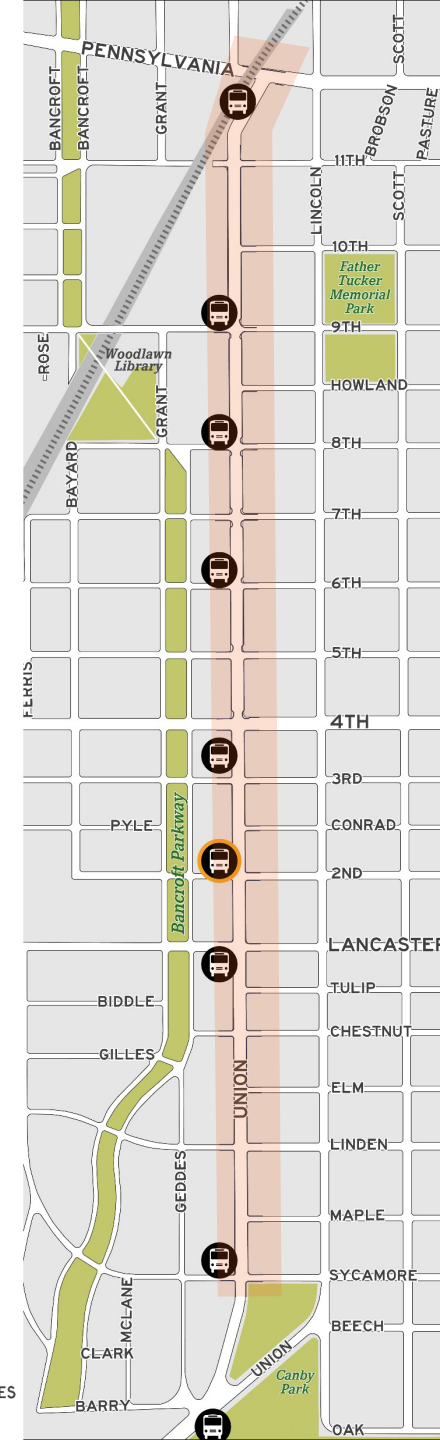 PENNSYLVANIA
SCOTT
BANCROFT
BANCROFT
GRANT
BROBSON
PASTURE
11TH
LINCOLN
SCOTT
10TH
Father
Tucker
Memorial
Park
9TH
ROSE
Woodlawn
Library
HOWLAND
GRANT
8TH
BAYARD
7TH
6TH
5TH
FERRIS
4TH
3RD
Bancroft Parkway
PYLE
CONRAD
2ND
LANCASTER
TULIP
BIDDLE
CHESTNUT
GILLES
UNION
ELM
LINDEN
GEDDES
MAPLE
SYCAMORE
MCLANE
BEECH
CLARK
UNION
Canby
Park
ES
BARRY
OAK